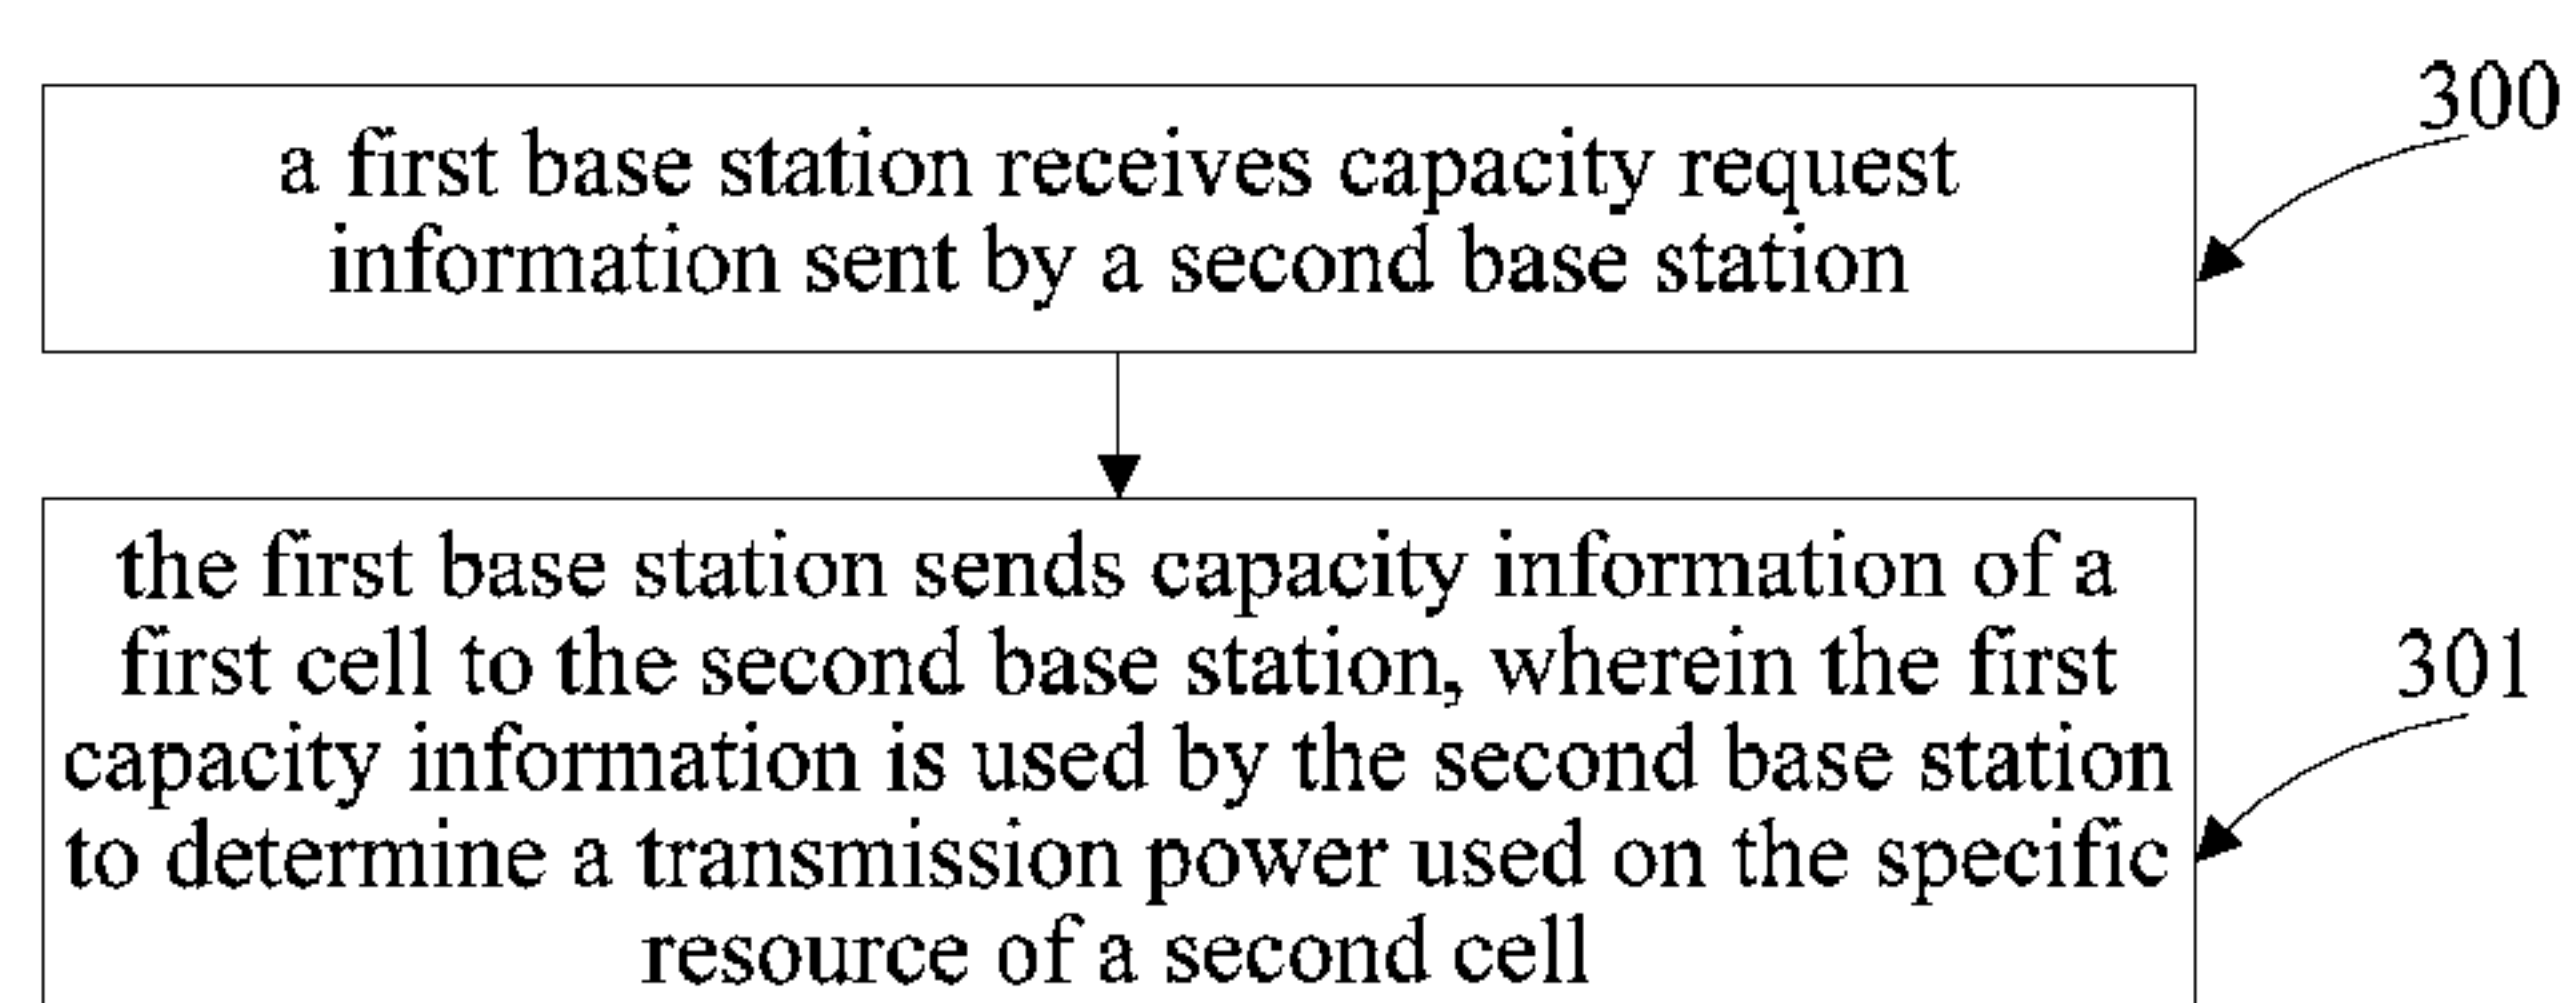 300
a first base station receives capacity request
information sent by a second base station
the first base station sends capacity information of a
first cell to the second base station, wherein the first
301
capacity information is used by the second base station
to determine a transmission power used on the specific
resource of a second cell